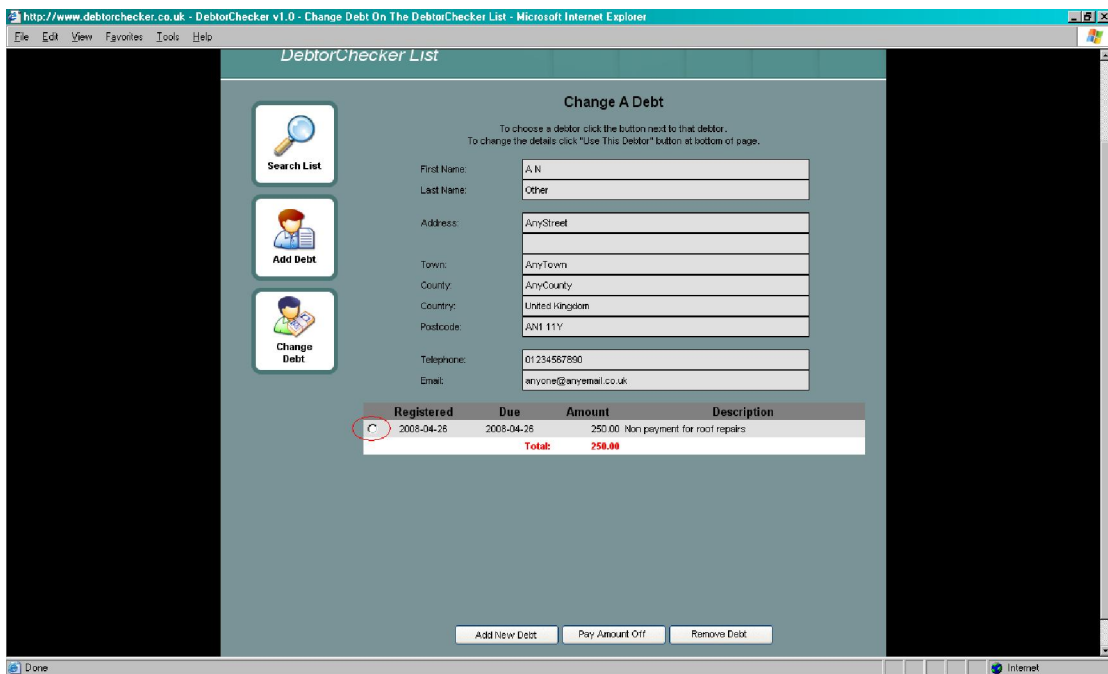 http://www.debtorchecker.co.uk - DebtorChecker v1.0 - Change Debt On The DebtorChecker List - Microsoft Internet Explorer
File Edit View Favorites Tools Help
DebtorChecker List
Search List
Add Debt
Change
Debt
Change A Debt
To choose a debtor click the button next to that debtor.
To change the details click "Use This Debtor" button at bottom of page.
First Name: A N
Last Name: Other
Address: AnyStreet
Town: AnyTown
County: AnyCounty
Country: United Kingdom
Postcode: AN1 11Y
Telephone: 01234567890
Email: anyone@anyemail.co.uk
Registered Due Amount Description
2008-04-26 2008-04-26 250.00 Non payment for roof repairs
Total: 250.00
Add New Debt Pay Amount Off Remove Debt
Done Internet